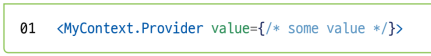 01 <MyContext.Provider value={/* some value */}>